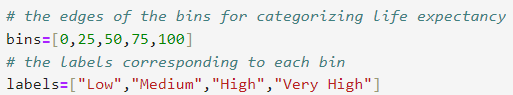 # the edges of the bins for categorizing life expectancy
bins=[0,25,50,75,100]
# the labels corresponding to each bin
labels=["Low","Medium","High","Very High"]